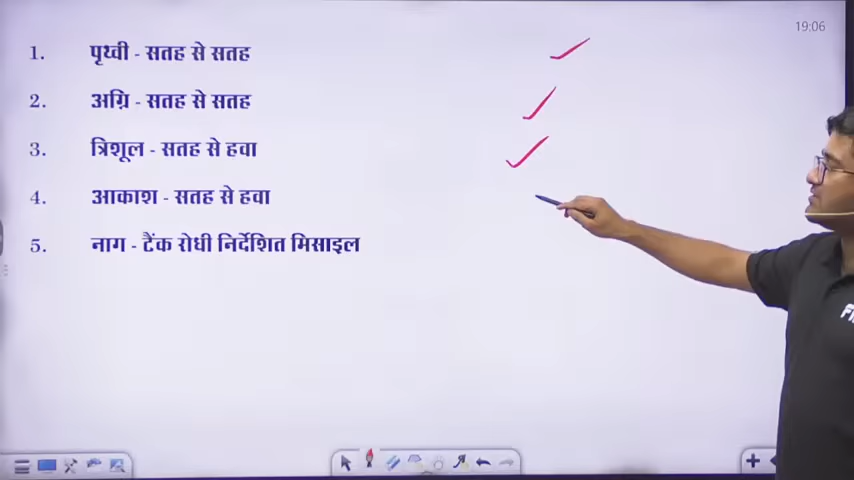 19:06
1. पृथ्वी - सतह से सतह
2. अग्नि - सतह से सतह
3. त्रिशूल - सतह से हवा
4. आकाश - सतह से हवा
5. नाग - टैंक रोधी निर्देशित मिसाइल